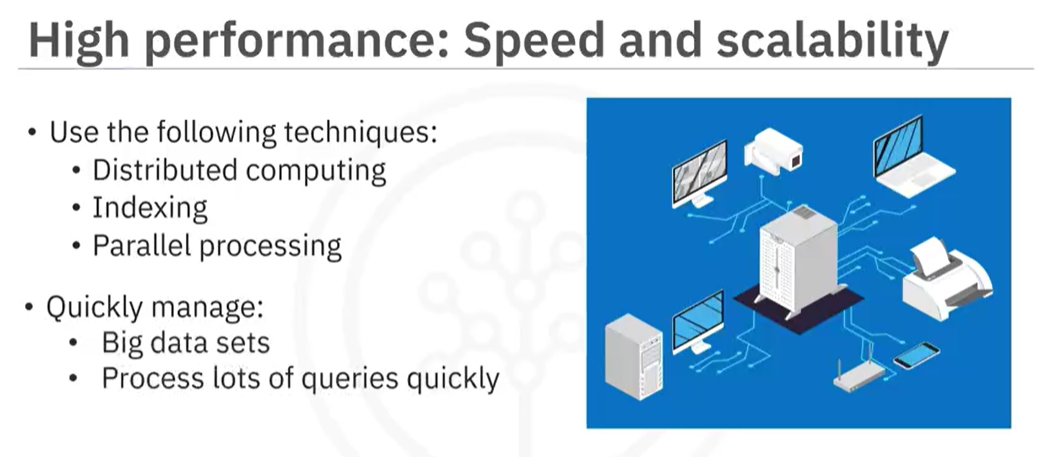 High performance: Speed and scalability
• Use the following techniques:
• Distributed computing
• Indexing
• Parallel processing
• Quickly manage:
• Big data sets
• Process lots of queries quickly